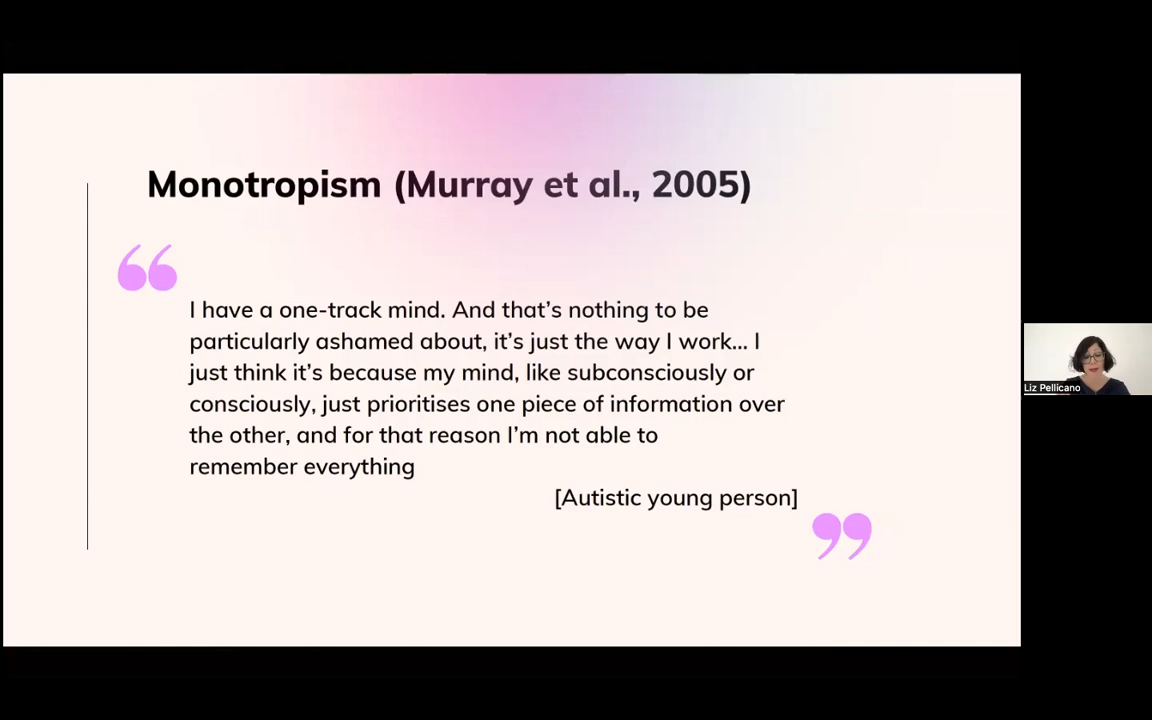 Monotropism (Murray et al., 2005)
“
I have a one-track mind. And that’s nothing to be
particularly ashamed about, it’s just the way I work... I
just think it’s because my mind, like subconsciously or
consciously, just prioritises one piece of information over
the other, and for that reason I’m not able to
remember everything
[Autistic young person]
”
Liz Pellicano